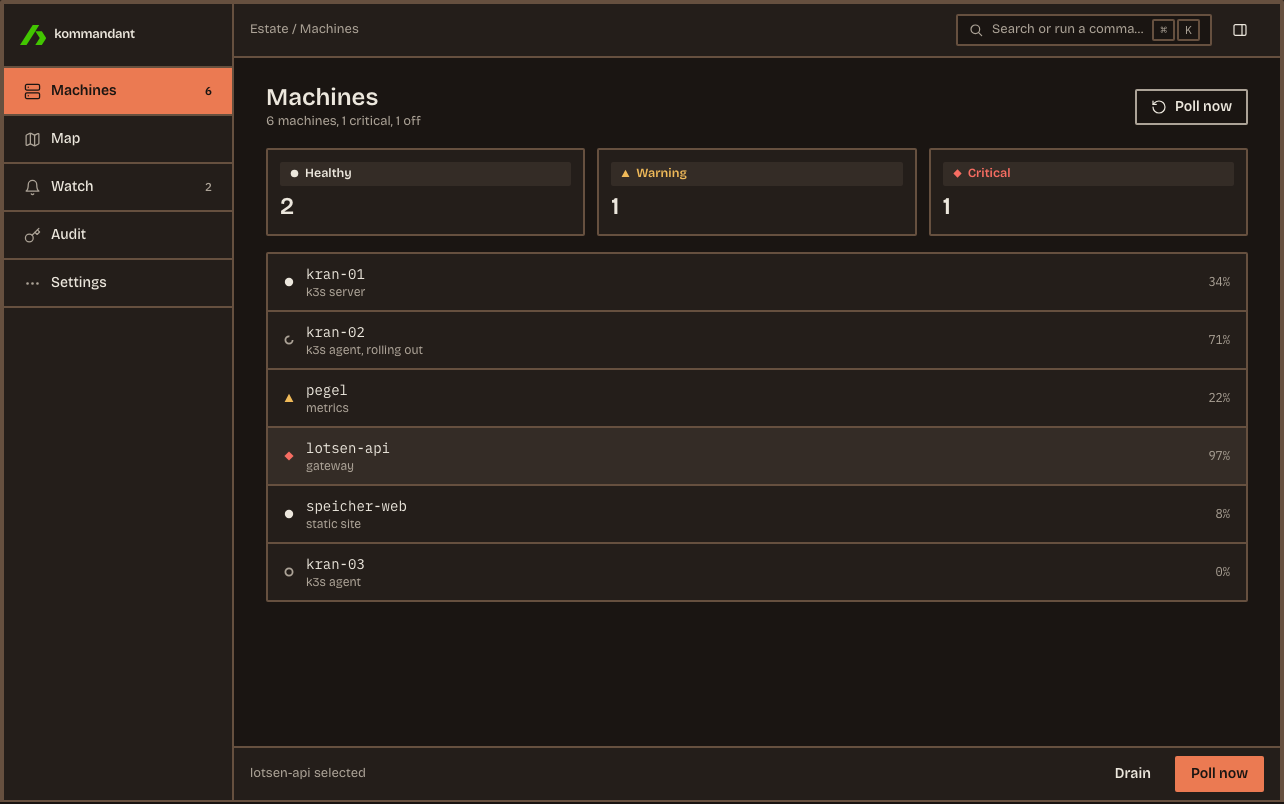 kommandant
Estate / Machines
Search or run a comma... ⌘ K
Machines 6
Map
Watch 2
Audit
Settings
Machines
6 machines, 1 critical, 1 off
Poll now
Healthy
2
Warning
1
Critical
1
kran-01
k3s server
34%
kran-02
k3s agent, rolling out
71%
pegel
metrics
22%
lotsen-api
gateway
97%
speicher-web
static site
8%
kran-03
k3s agent
0%
lotsen-api selected
Drain
Poll now